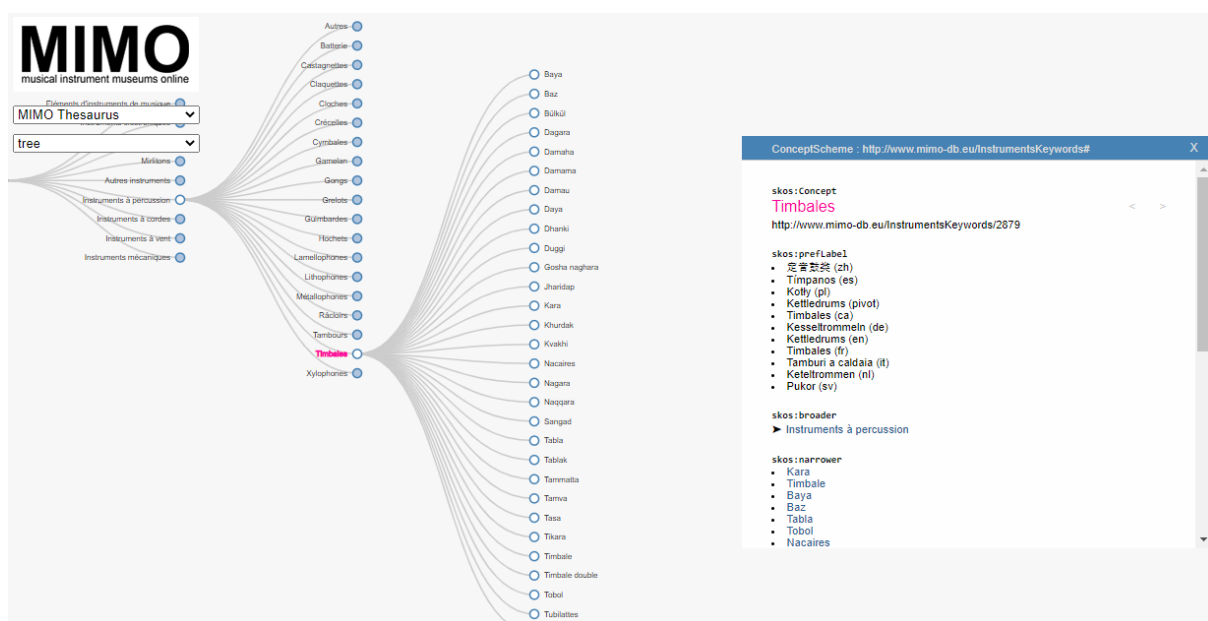 MIMO
musical instrument museums online
Eléments d'instruments de musique
MIMO Thesaurus
tree
Mirlitons
Autres instruments
Instruments à percussion
Instruments à cordes
Instruments à vent
Instruments mécaniques
Autres
Batterie
Castagnettes
Claquettes
Cloches
Crécelles
Cymbales
Gamelan
Gongs
Grelots
Guimbardes
Hochets
Lamellophones
Lithophones
Métallophones
Râcloirs
Tambours
Timbales
Xylophones
Baya
Baz
Bülkül
Dagara
Damaha
Damama
Damau
Daya
Dhanki
Duggi
Gosha naghara
Jharidap
Kara
Khurdak
Kvakhi
Nacaires
Nagara
Naqqara
Sangad
Tabla
Tablak
Tammatta
Tamva
Tasa
Tikara
Timbale
Timbale double
Tobol
Tubilattes
ConceptScheme : http://www.mimo-db.eu/InstrumentsKeywords#
X
skos:Concept
Timbales
< >
http://www.mimo-db.eu/InstrumentsKeywords/2879
skos:prefLabel
定音鼓类 (zh)
Tímpanos (es)
Kotły (pl)
Kettledrums (pivot)
Timbales (ca)
Kesseltrommeln (de)
Kettledrums (en)
Timbales (fr)
Tamburi a caldaia (it)
Keteltrommen (nl)
Pukor (sv)
skos:broader
➤ Instruments à percussion
skos:narrower
Kara
Timbale
Baya
Baz
Tabla
Tobol
Nacaires